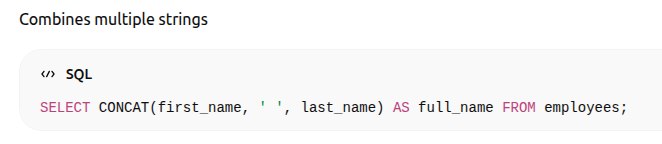 Combines multiple strings
</> SQL
SELECT CONCAT(first_name, ' ', last_name) AS full_name FROM employees;